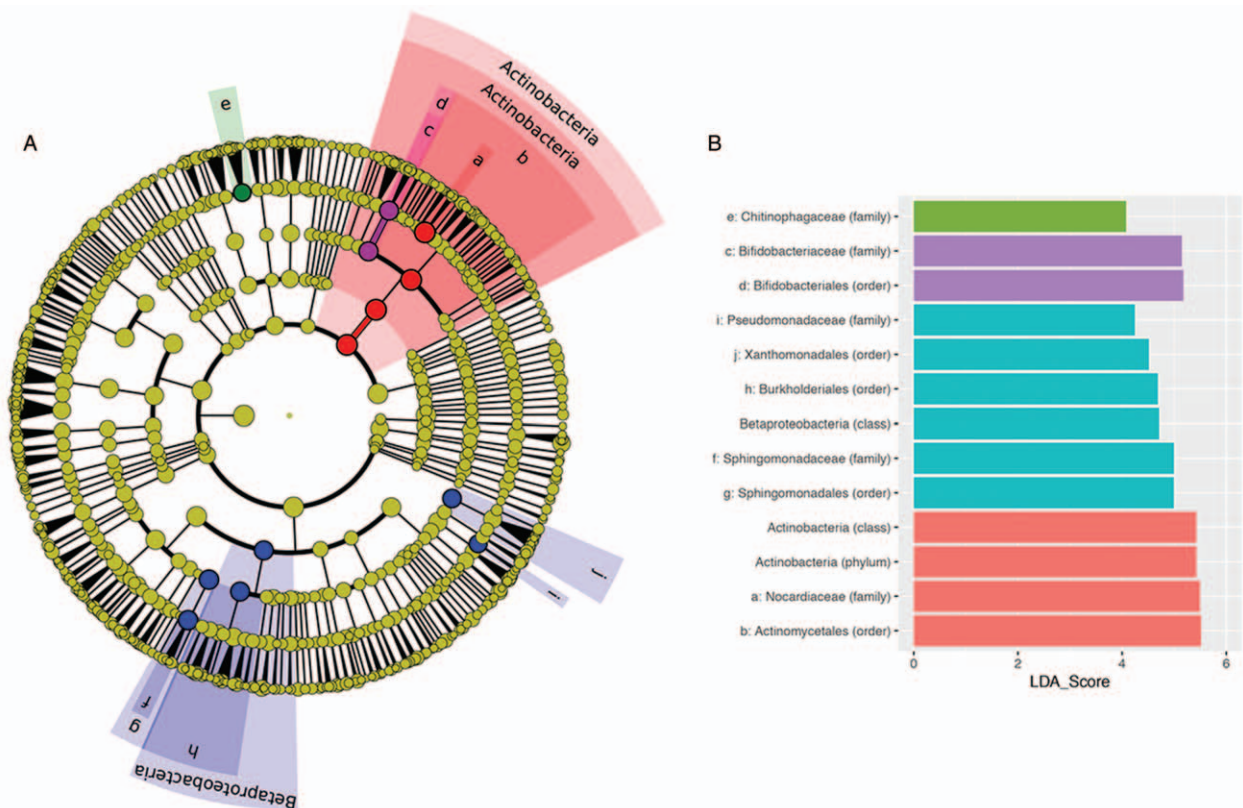 A
e
Actinobacteria
Actinobacteria
d
c
a
b
j
i
f
g
h
Betaproteobacteria
B
e: Chitinophagaceae (family)
c: Bifidobacteriaceae (family)
d: Bifidobacteriales (order)
i: Pseudomonadaceae (family)
j: Xanthomonadales (order)
h: Burkholderiales (order)
Betaproteobacteria (class)
f: Sphingomonadaceae (family)
g: Sphingomonadales (order)
Actinobacteria (class)
Actinobacteria (phylum)
a: Nocardiaceae (family)
b: Actinomycetales (order)
0 2 4 6
LDA_Score